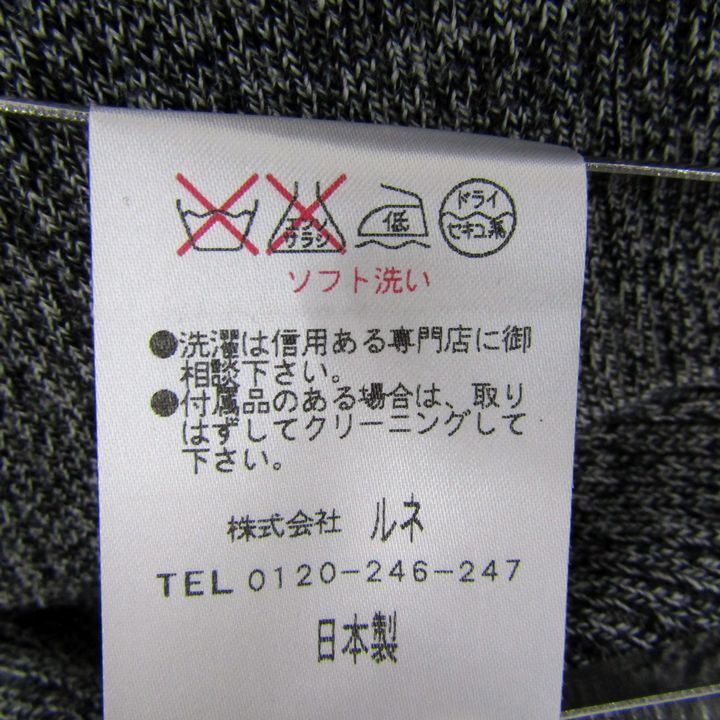 エンソ
サラシ
低
ドライ
セキユ系
ソフト洗い
●洗濯は信用ある専門店に御
相談下さい。
●付属品のある場合は、取り
はずしてクリーニングして
下さい。
株式会社 ルネ
TEL 0120-246-247
日本製